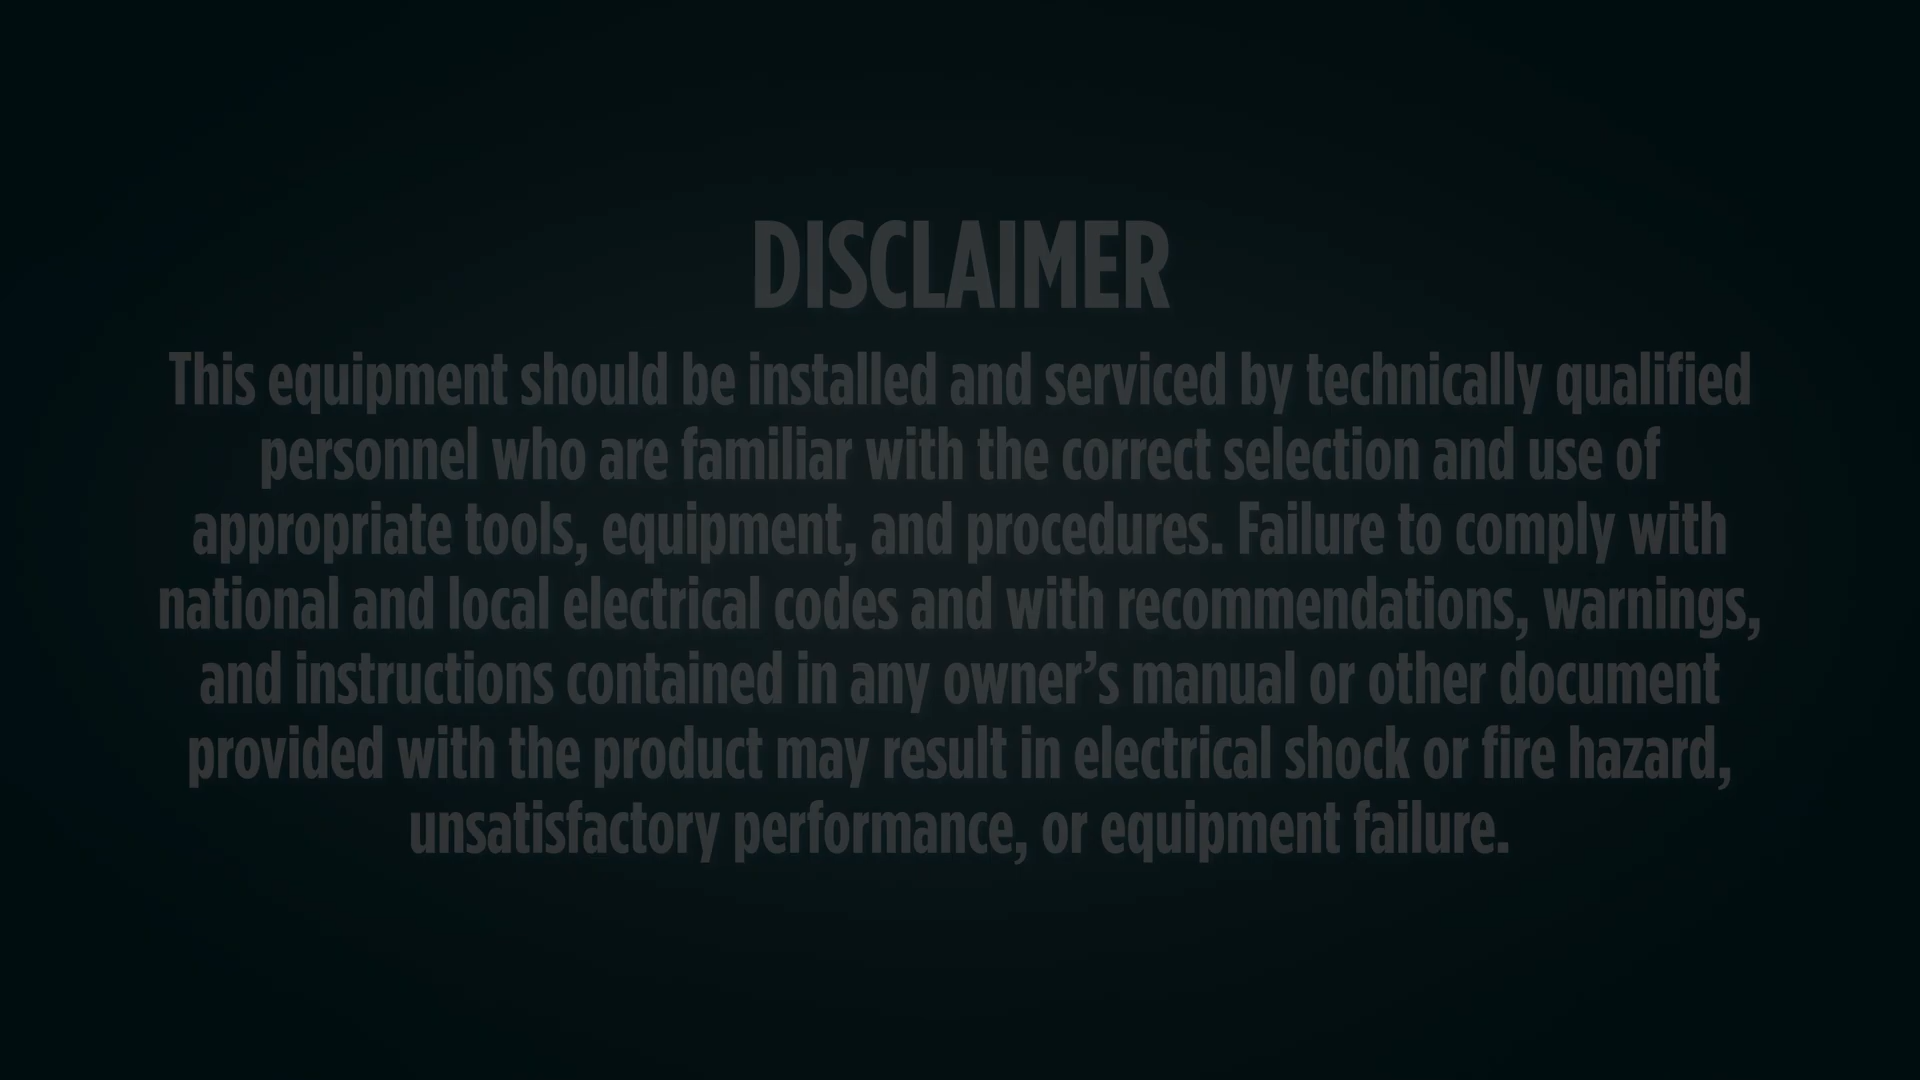 DISCLAIMER
This equipment should be installed and serviced by technically qualified
personnel who are familiar with the correct selection and use of
appropriate tools, equipment, and procedures. Failure to comply with
national and local electrical codes and with recommendations, warnings,
and instructions contained in any owner’s manual or other document
provided with the product may result in electrical shock or fire hazard,
unsatisfactory performance, or equipment failure.